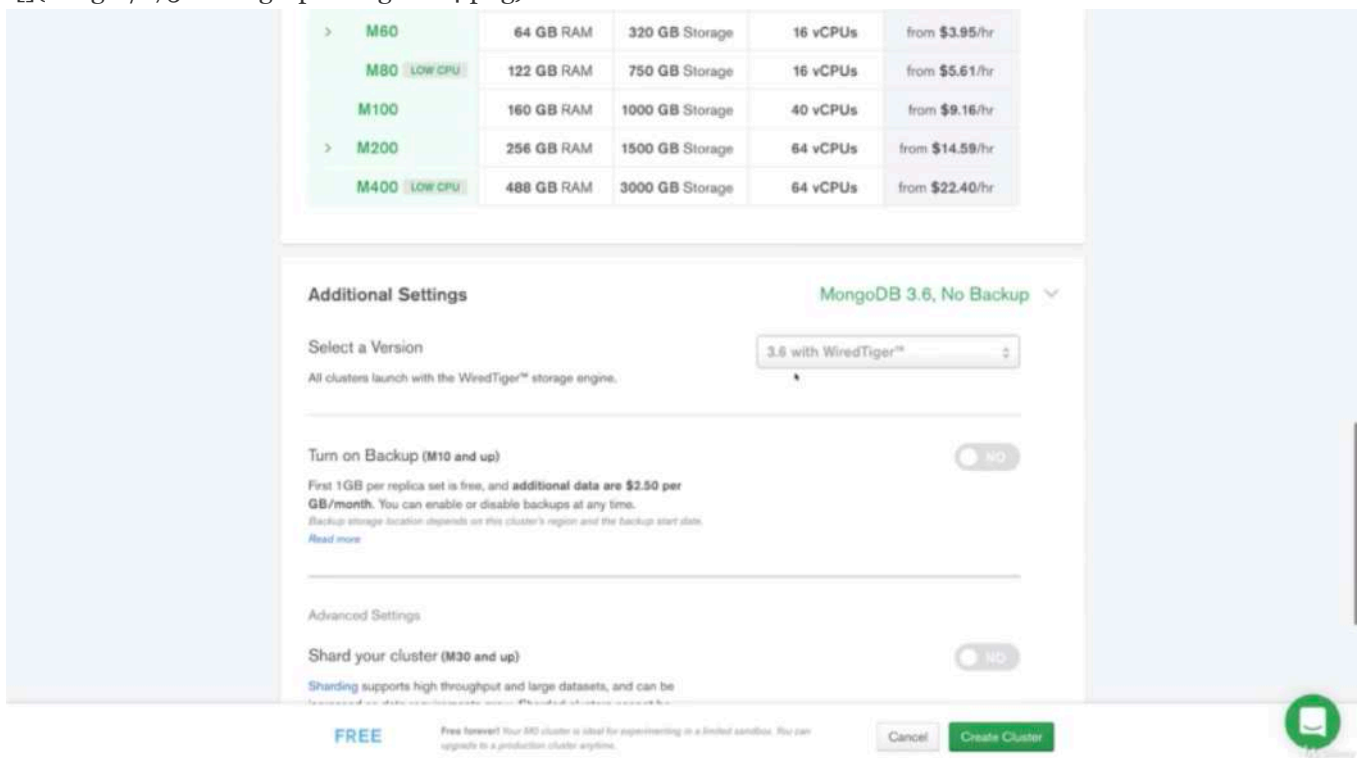 M60 64 GB RAM 320 GB Storage 16 vCPUs from $3.95/hr
M80 LOW CPU 122 GB RAM 750 GB Storage 16 vCPUs from $5.61/hr
M100 160 GB RAM 1000 GB Storage 40 vCPUs from $9.16/hr
M200 256 GB RAM 1500 GB Storage 64 vCPUs from $14.59/hr
M400 LOW CPU 488 GB RAM 3000 GB Storage 64 vCPUs from $22.40/hr
Additional Settings MongoDB 3.6, No Backup
Select a Version 3.6 with WiredTiger™
All clusters launch with the WiredTiger™ storage engine.
Turn on Backup (M10 and up) NO
First 1GB per replica set is free, and additional data are $2.50 per
GB/month. You can enable or disable backups at any time.
Backup storage location depends on this cluster's region and the backup start date.
Read more
Advanced Settings
Shard your cluster (M30 and up) NO
Sharding supports high throughput and large datasets, and can be
FREE Free forever! Your M0 cluster is ideal for experimenting in a limited sandbox. You can
upgrade to a production cluster anytime.
Cancel Create Cluster